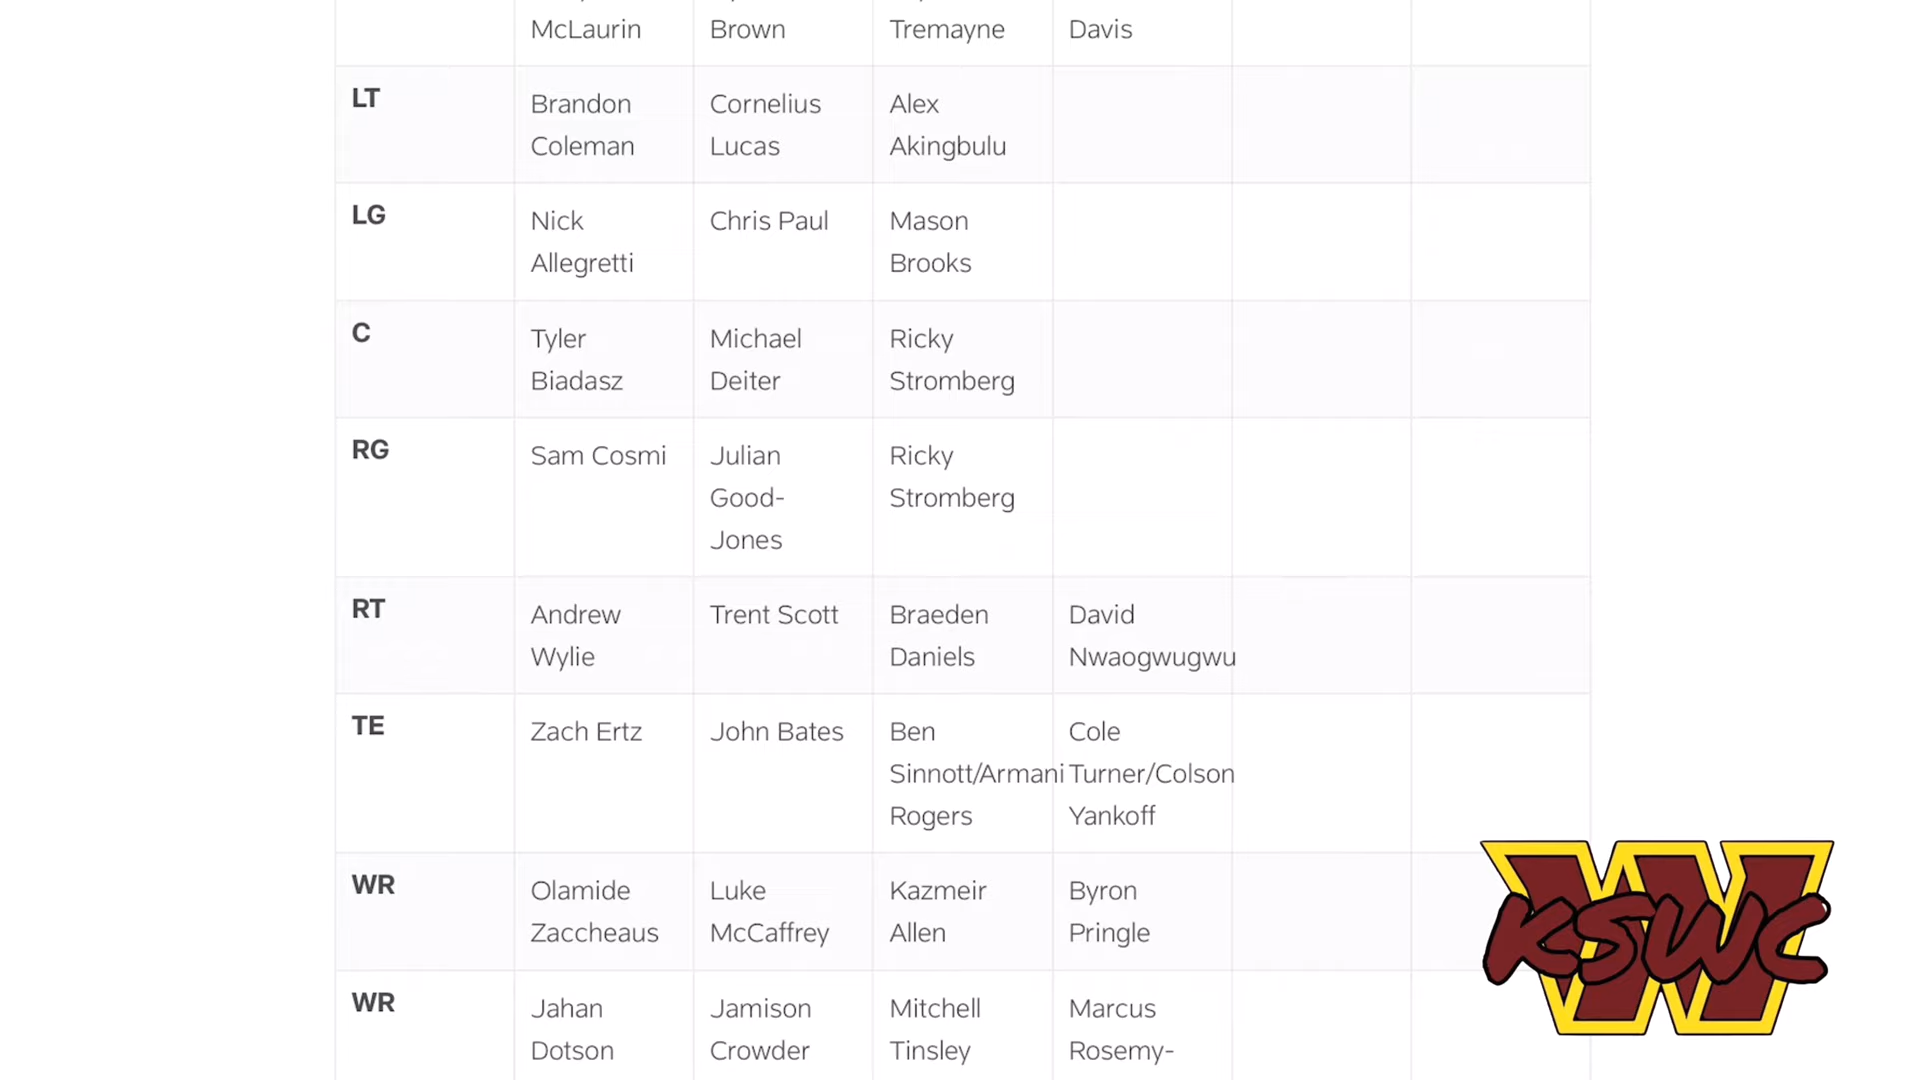 McLaurin Brown Tremayne Davis
LT Brandon Cornelius Alex
Coleman Lucas Akingbulu
LG Nick Chris Paul Mason
Allegretti Brooks
C Tyler Michael Ricky
Biadasz Deiter Stromberg
RG Sam Cosmi Julian Ricky
Good- Stromberg
Jones
RT Andrew Trent Scott Braeden David
Wylie Daniels Nwaogwugwu
TE Zach Ertz John Bates Ben Cole
Sinnott/Armani Turner/Colson
Rogers Yankoff
WR Olamide Luke Kazmeir Byron
Zaccheaus McCaffrey Allen Pringle
WR Jahan Jamison Mitchell Marcus
Dotson Crowder Tinsley Rosemy-
W
KSWC